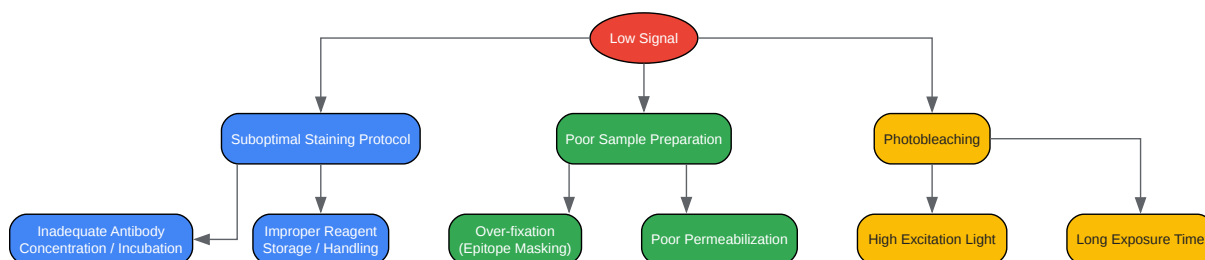 Low Signal
Suboptimal Staining Protocol
Poor Sample Preparation
Photobleaching
Inadequate Antibody
Concentration / Incubation
Improper Reagent
Storage / Handling
Over-fixation
(Epitope Masking)
Poor Permeabilization
High Excitation Light
Long Exposure Time